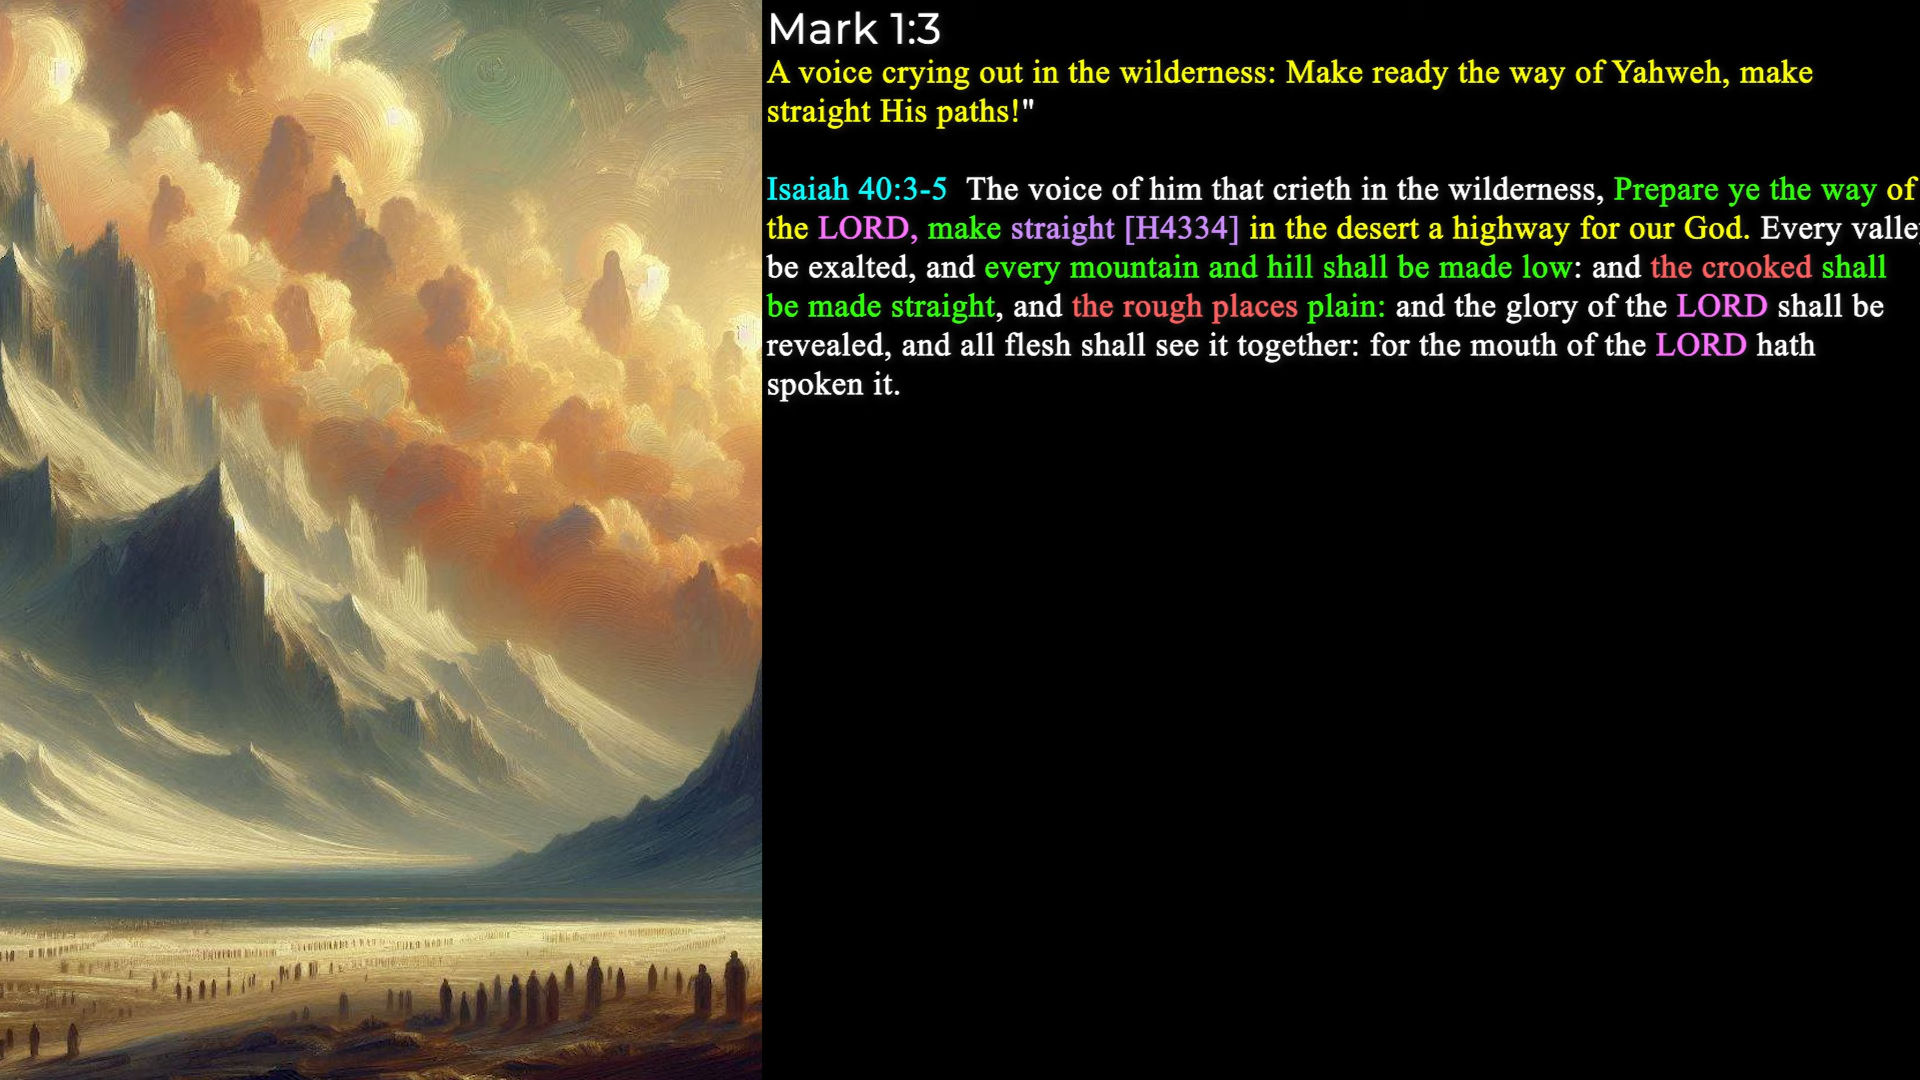 Mark 1:3
A voice crying out in the wilderness: Make ready the way of Yahweh, make
straight His paths!"
Isaiah 40:3-5 The voice of him that crieth in the wilderness, Prepare ye the way of
the LORD, make straight [H4334] in the desert a highway for our God. Every valle
be exalted, and every mountain and hill shall be made low: and the crooked shall
be made straight, and the rough places plain: and the glory of the LORD shall be
revealed, and all flesh shall see it together: for the mouth of the LORD hath
spoken it.